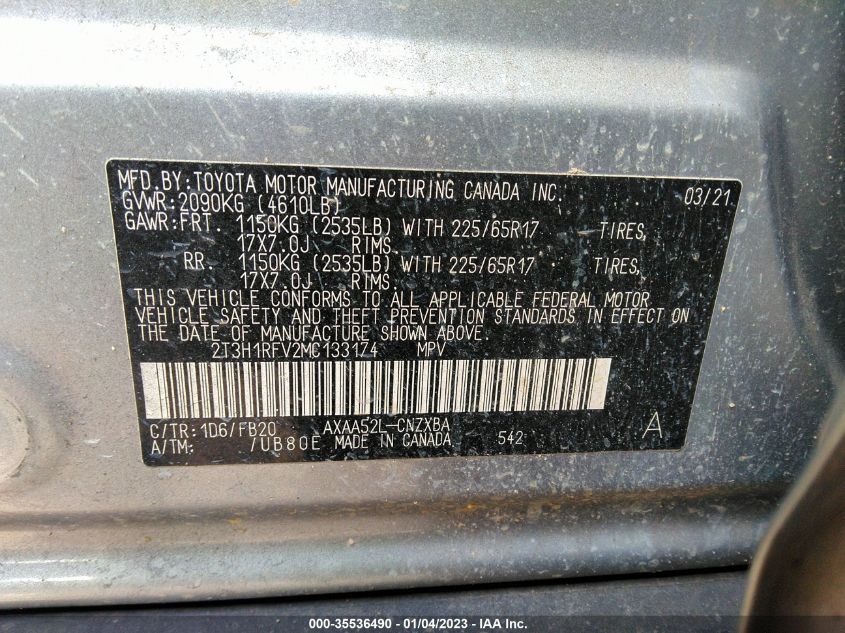 MFD.BY:TOYOTA MOTOR MANUFACTURING CANADA INC. 03/21
GVWR:2090KG (4610LB)
GAWR:FRT. 1150KG (2535LB) WITH 225/65R17 TIRES,
17X7.0J RIMS.
RR. 1150KG (2535LB) WITH 225/65R17 TIRES,
17X7.0J RIMS.
THIS VEHICLE CONFORMS TO ALL APPLICABLE FEDERAL MOTOR
VEHICLE SAFETY AND THEFT PREVENTION STANDARDS IN EFFECT ON
THE DATE OF MANUFACTURE SHOWN ABOVE.
2T3H1RFV2MC133174 MPV
C/TR:1D6/FB20 AXAA52L-CNZXBA A
A/TM: /UB80E MADE IN CANADA 542
000-35536490 - 01/04/2023 - IAA Inc.